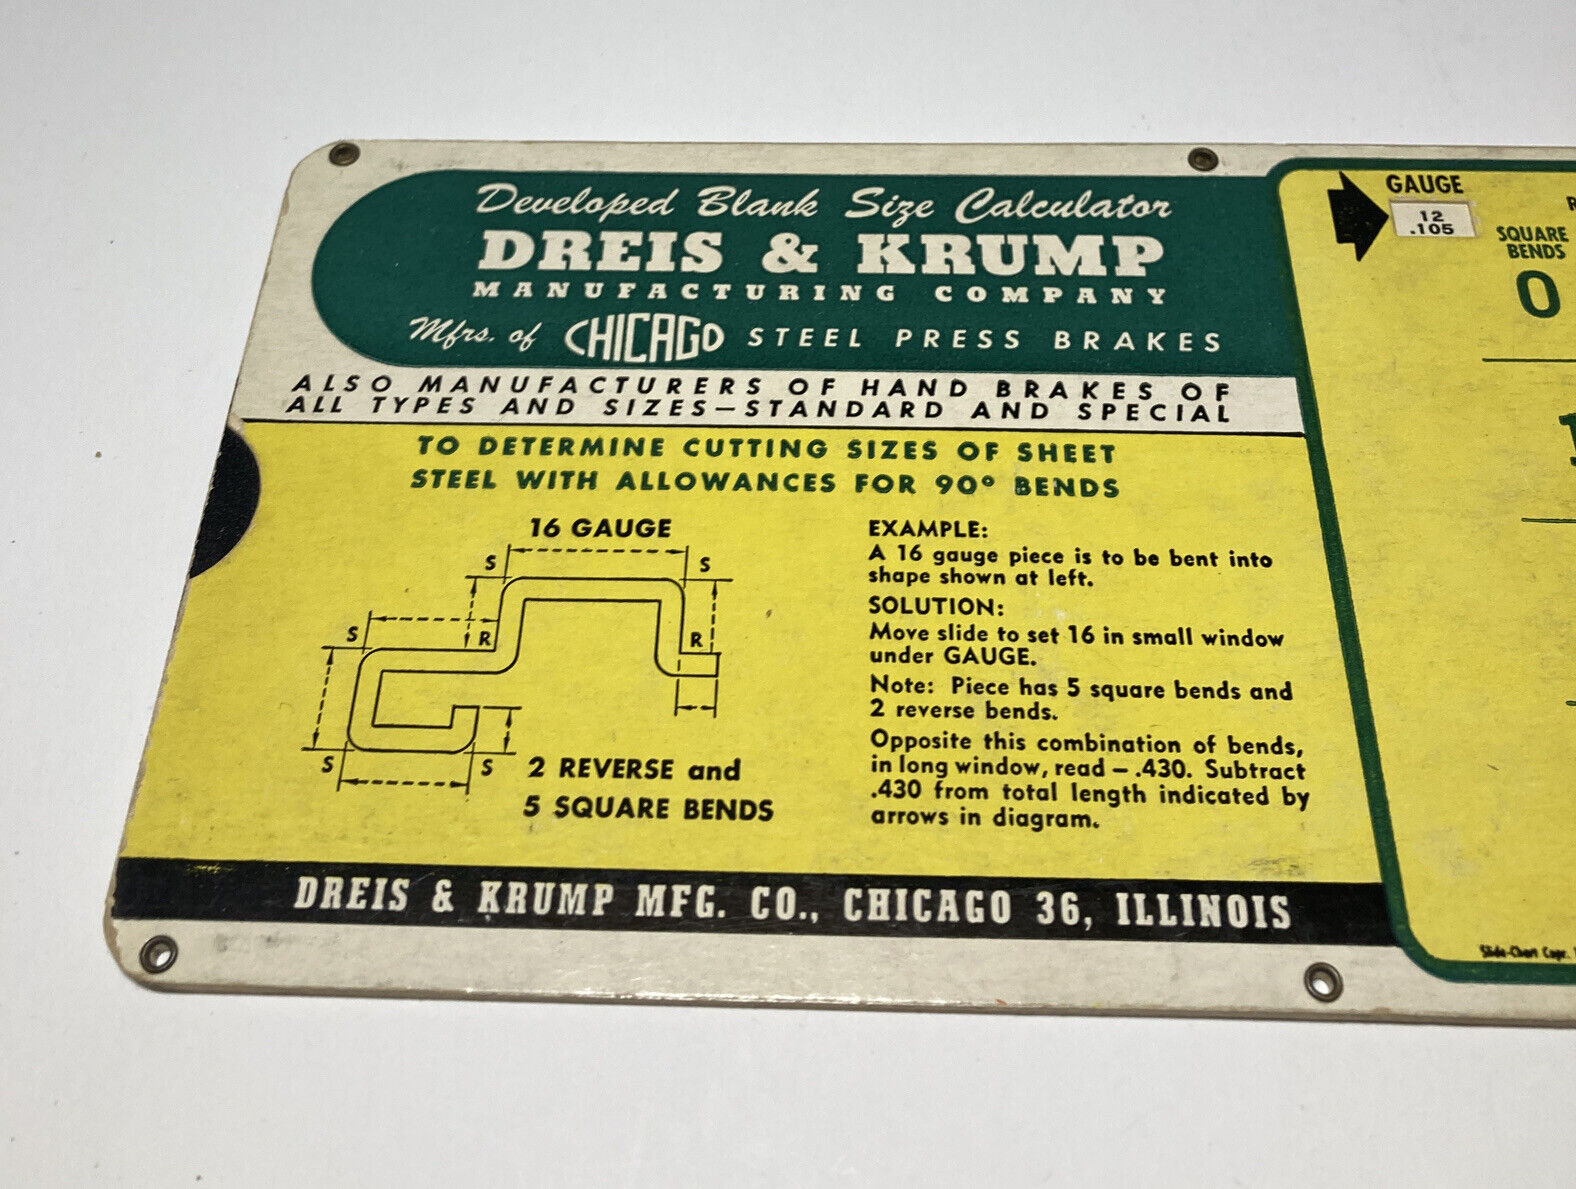 Developed Blank Size Calculator
DREIS & KRUMP
MANUFACTURING COMPANY
Mfrs. of CHICAGO STEEL PRESS BRAKES
ALSO MANUFACTURERS OF HAND BRAKES OF
ALL TYPES AND SIZES—STANDARD AND SPECIAL
TO DETERMINE CUTTING SIZES OF SHEET
STEEL WITH ALLOWANCES FOR 90° BENDS
16 GAUGE
S
S
S
R
R
S
S
2 REVERSE and
5 SQUARE BENDS
EXAMPLE:
A 16 gauge piece is to be bent into
shape shown at left.
SOLUTION:
Move slide to set 16 in small window
under GAUGE.
Note: Piece has 5 square bends and
2 reverse bends.
Opposite this combination of bends,
in long window, read – .430. Subtract
.430 from total length indicated by
arrows in diagram.
DREIS & KRUMP MFG. CO., CHICAGO 36, ILLINOIS
GAUGE
12
.105
SQUARE
BENDS
0
Slide-Chart Corp.